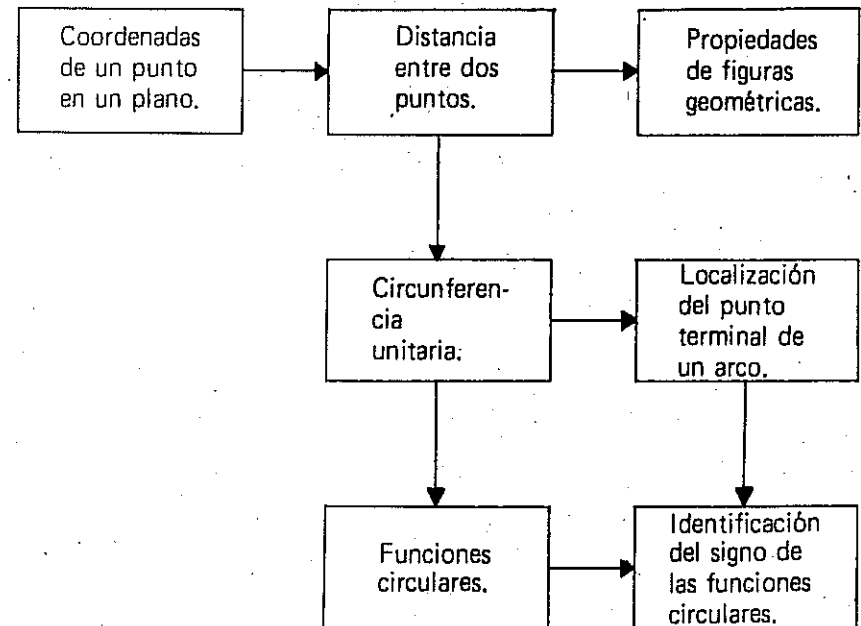 Coordenadas
de un punto
en un plano.
Distancia
entre dos
puntos.
Propiedades
de figuras
geométricas.
Circunferen-
cia
unitaria.
Localización
del punto
terminal de
un arco.
Funciones
circulares.
Identificación
del signo de
las funciones
circulares.